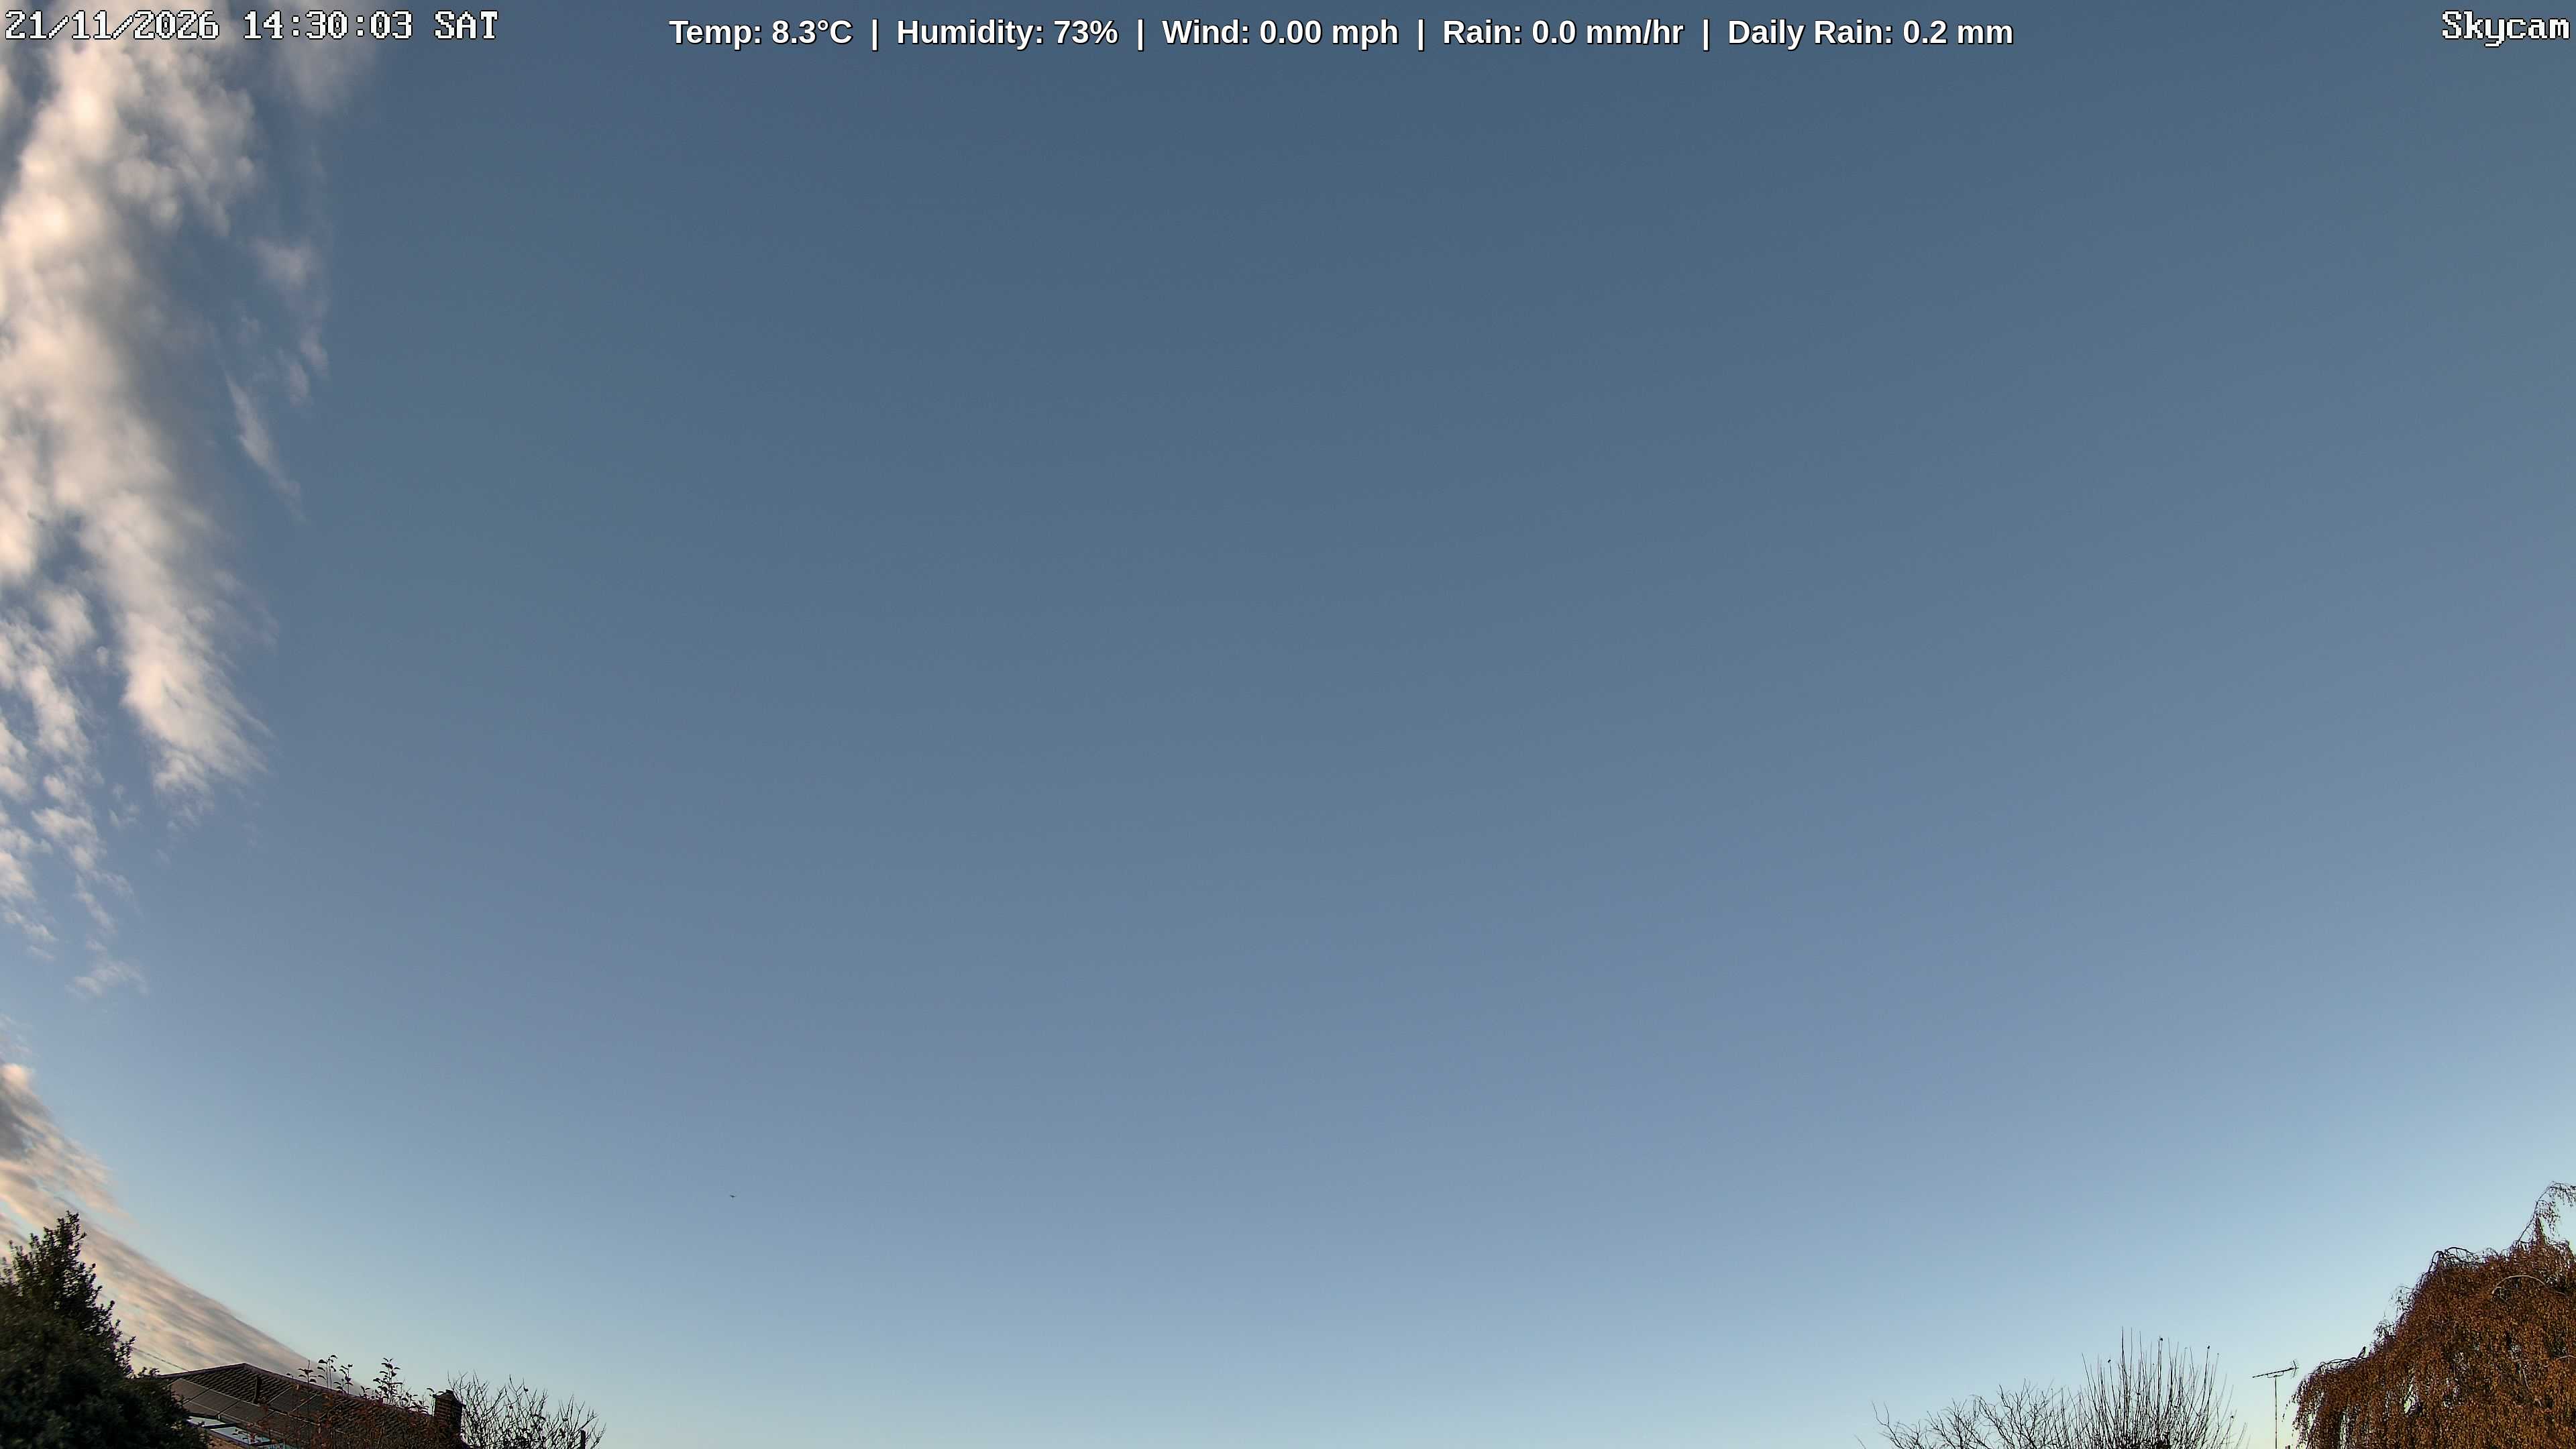 21/11/2026 14:30:03 SAT
Temp: 8.3°C | Humidity: 73% | Wind: 0.00 mph | Rain: 0.0 mm/hr | Daily Rain: 0.2 mm
Skycam